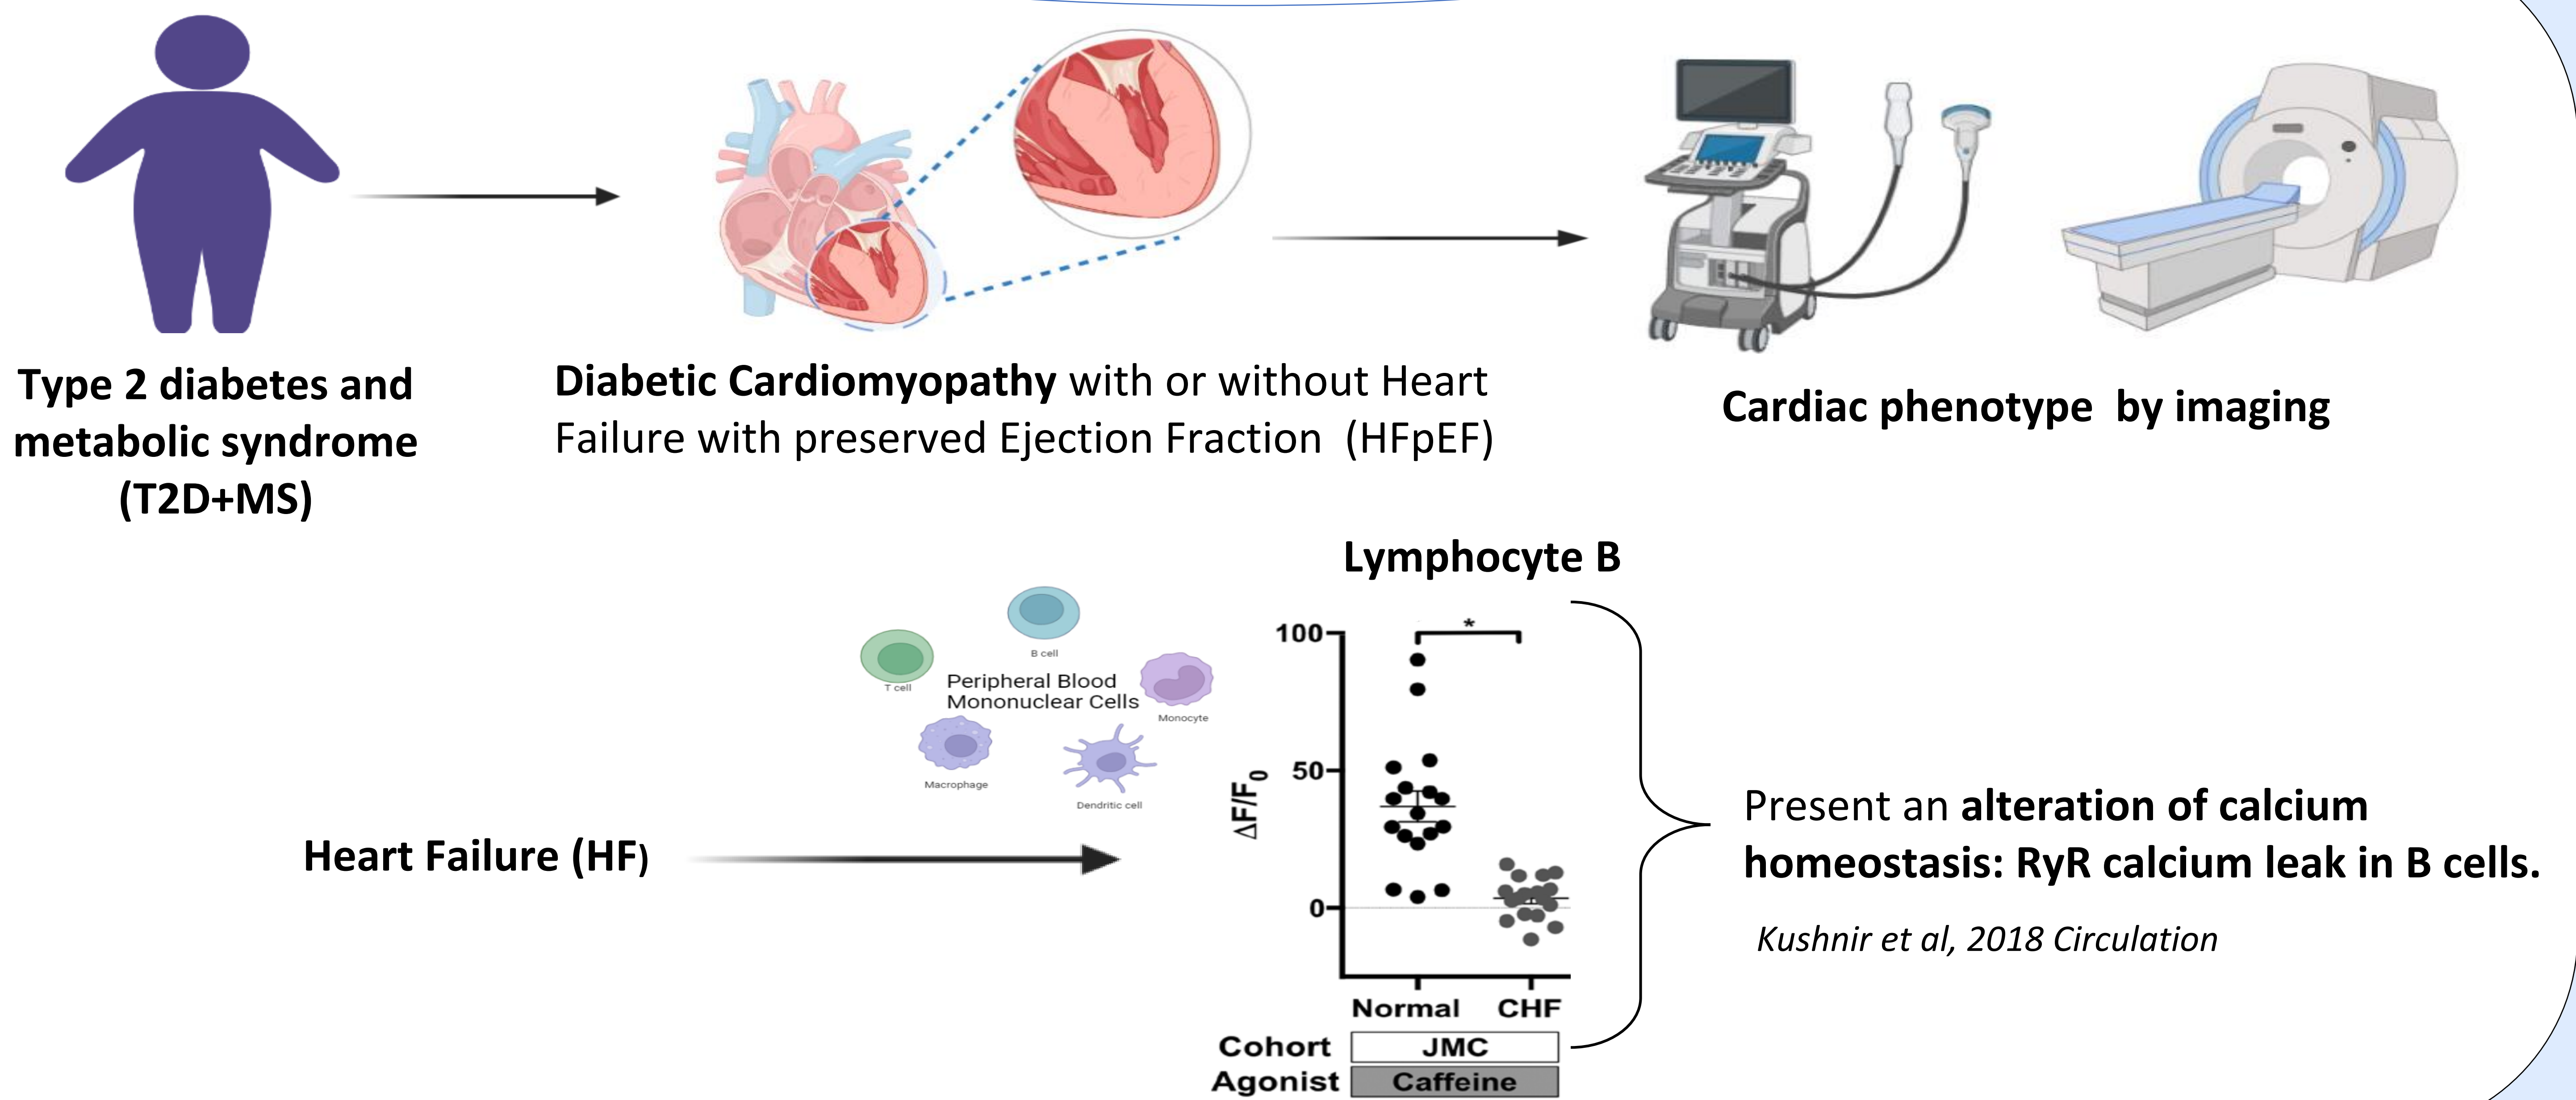 Type 2 diabetes and
metabolic syndrome
(T2D+MS)
Diabetic Cardiomyopathy with or without Heart
Failure with preserved Ejection Fraction (HFpEF)
Cardiac phenotype by imaging
Lymphocyte B
B cell
T cell
Peripheral Blood
Mononuclear Cells
Monocyte
Macrophage
Dendritic cell
Heart Failure (HF)
*
100
50
0
ΔF/F0
Normal CHF
Cohort JMC
Agonist Caffeine
Present an alteration of calcium
homeostasis: RyR calcium leak in B cells.
Kushnir et al, 2018 Circulation